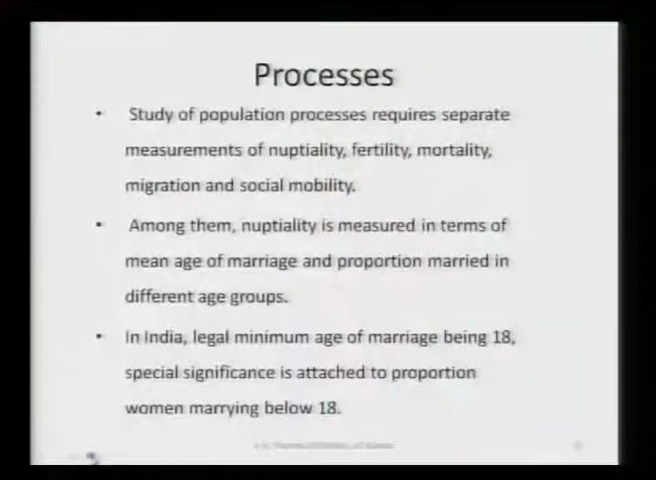 Processes
• Study of population processes requires separate
measurements of nuptiality, fertility, mortality,
migration and social mobility.
• Among them, nuptiality is measured in terms of
mean age of marriage and proportion married in
different age groups.
• In India, legal minimum age of marriage being 18,
special significance is attached to proportion
women marrying below 18.